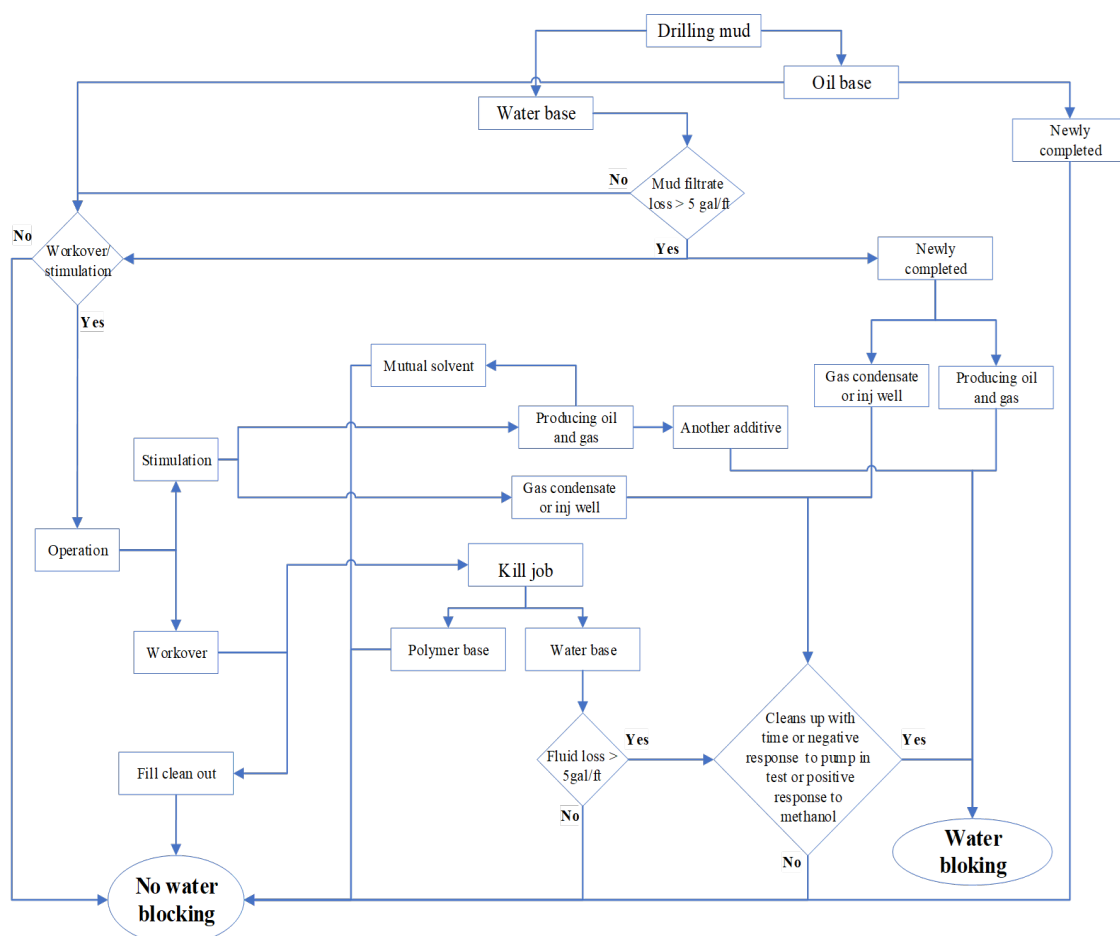 Drilling mud
Oil base
Water base
Newly
completed
No
Mud filtrate
loss > 5 gal/ft
No
Workover/
stimulation
Yes
Newly
completed
Yes
Mutual solvent
Gas condensate
or inj well
Producing oil
and gas
Producing oil
and gas
Another additive
Stimulation
Gas condensate
or inj well
Operation
Kill job
Workover
Polymer base
Water base
Cleans up with
time or negative
response to pump in
test or positive
response to
methanol
Yes
Yes
Fluid loss >
5gal/ft
Fill clean out
No
No
Water
bloking
No water
blocking